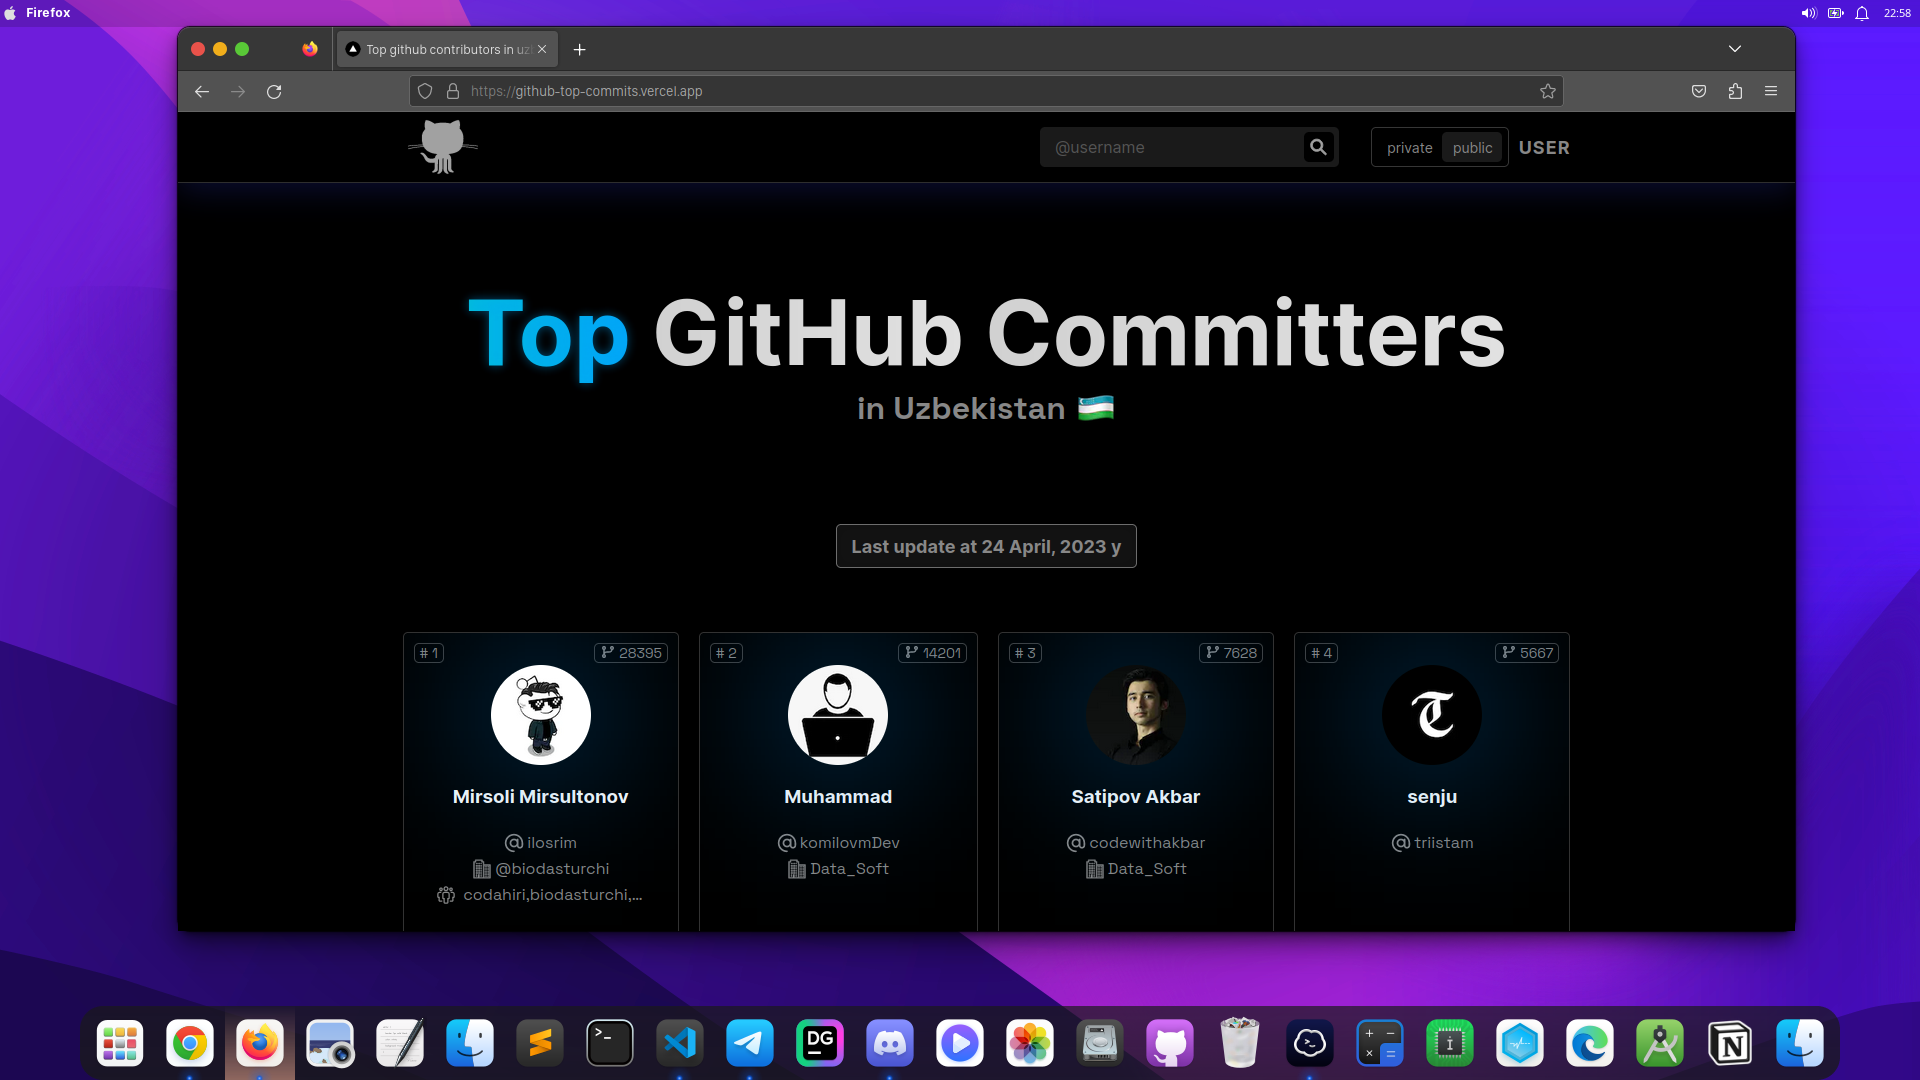 Firefox
22:58
Top github contributors in uz
https://github-top-commits.vercel.app
@username
private public USER
Top GitHub Committers
in Uzbekistan
Last update at 24 April, 2023 y
# 1
28395
Mirsoli Mirsultonov
@ ilosrim
@biodasturchi
codahiri,biodasturchi,...
# 2
14201
Muhammad
@ komilovmDev
Data_Soft
# 3
7628
Satipov Akbar
@ codewithakbar
Data_Soft
# 4
5667
T
senju
@ triistam
>-
DG
I
N